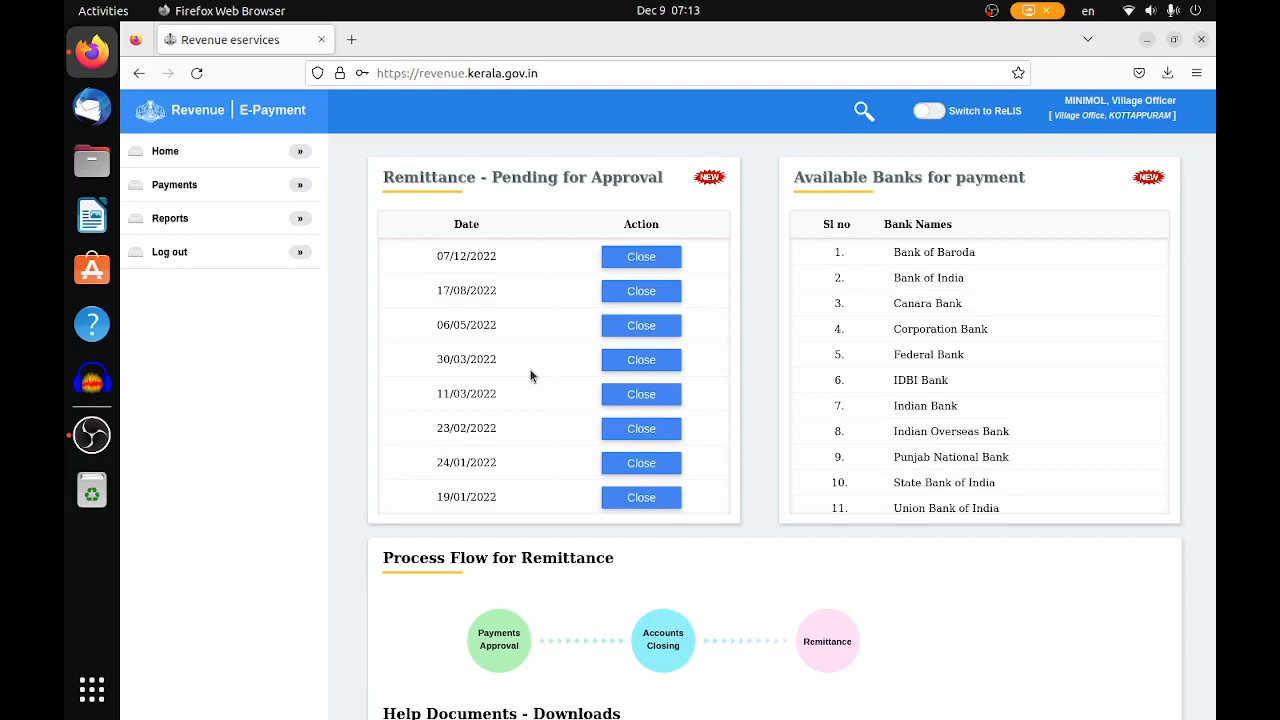 Activities Firefox Web Browser Dec 9 07:13 en
Revenue eservices
https://revenue.kerala.gov.in
Revenue | E-Payment
Switch to ReLIS
MINIMOL, Village Officer
[ Village Office, KOTTAPPURAM ]
Home »
Payments »
Reports »
Log out »
Remittance - Pending for Approval NEW
Date Action
07/12/2022 Close
17/08/2022 Close
06/05/2022 Close
30/03/2022 Close
11/03/2022 Close
23/02/2022 Close
24/01/2022 Close
19/01/2022 Close
Available Banks for payment NEW
Sl no Bank Names
1. Bank of Baroda
2. Bank of India
3. Canara Bank
4. Corporation Bank
5. Federal Bank
6. IDBI Bank
7. Indian Bank
8. Indian Overseas Bank
9. Punjab National Bank
10. State Bank of India
11. Union Bank of India
Process Flow for Remittance
Payments
Approval
Accounts
Closing
Remittance
Help Documents - Downloads